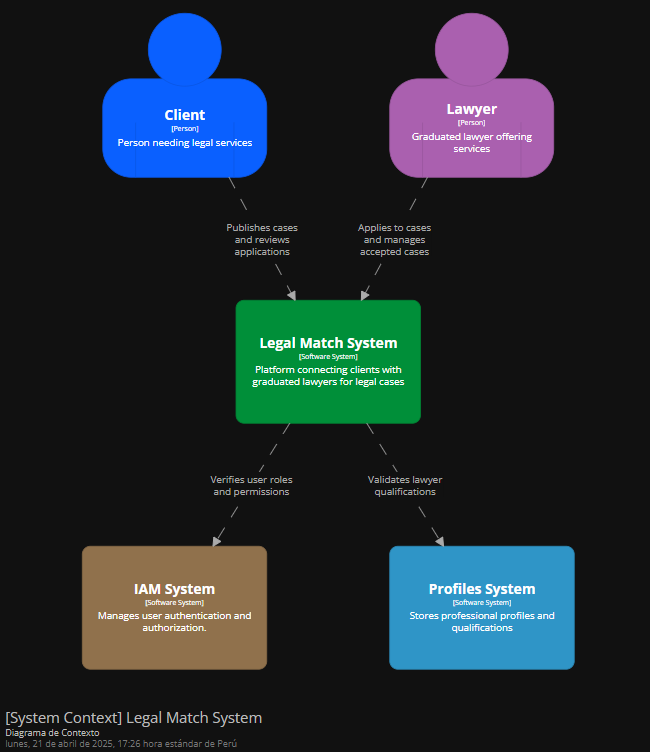 Client
[Person]
Person needing legal services
Lawyer
[Person]
Graduated lawyer offering
services
Publishes cases
and reviews
applications
Applies to cases
and manages
accepted cases
Legal Match System
[Software System]
Platform connecting clients with
graduated lawyers for legal cases
Verifies user roles
and permissions
Validates lawyer
qualifications
IAM System
[Software System]
Manages user authentication and
authorization.
Profiles System
[Software System]
Stores professional profiles and
qualifications
[System Context] Legal Match System
Diagrama de Contexto
lunes, 21 de abril de 2025, 17:26 hora estándar de Perú